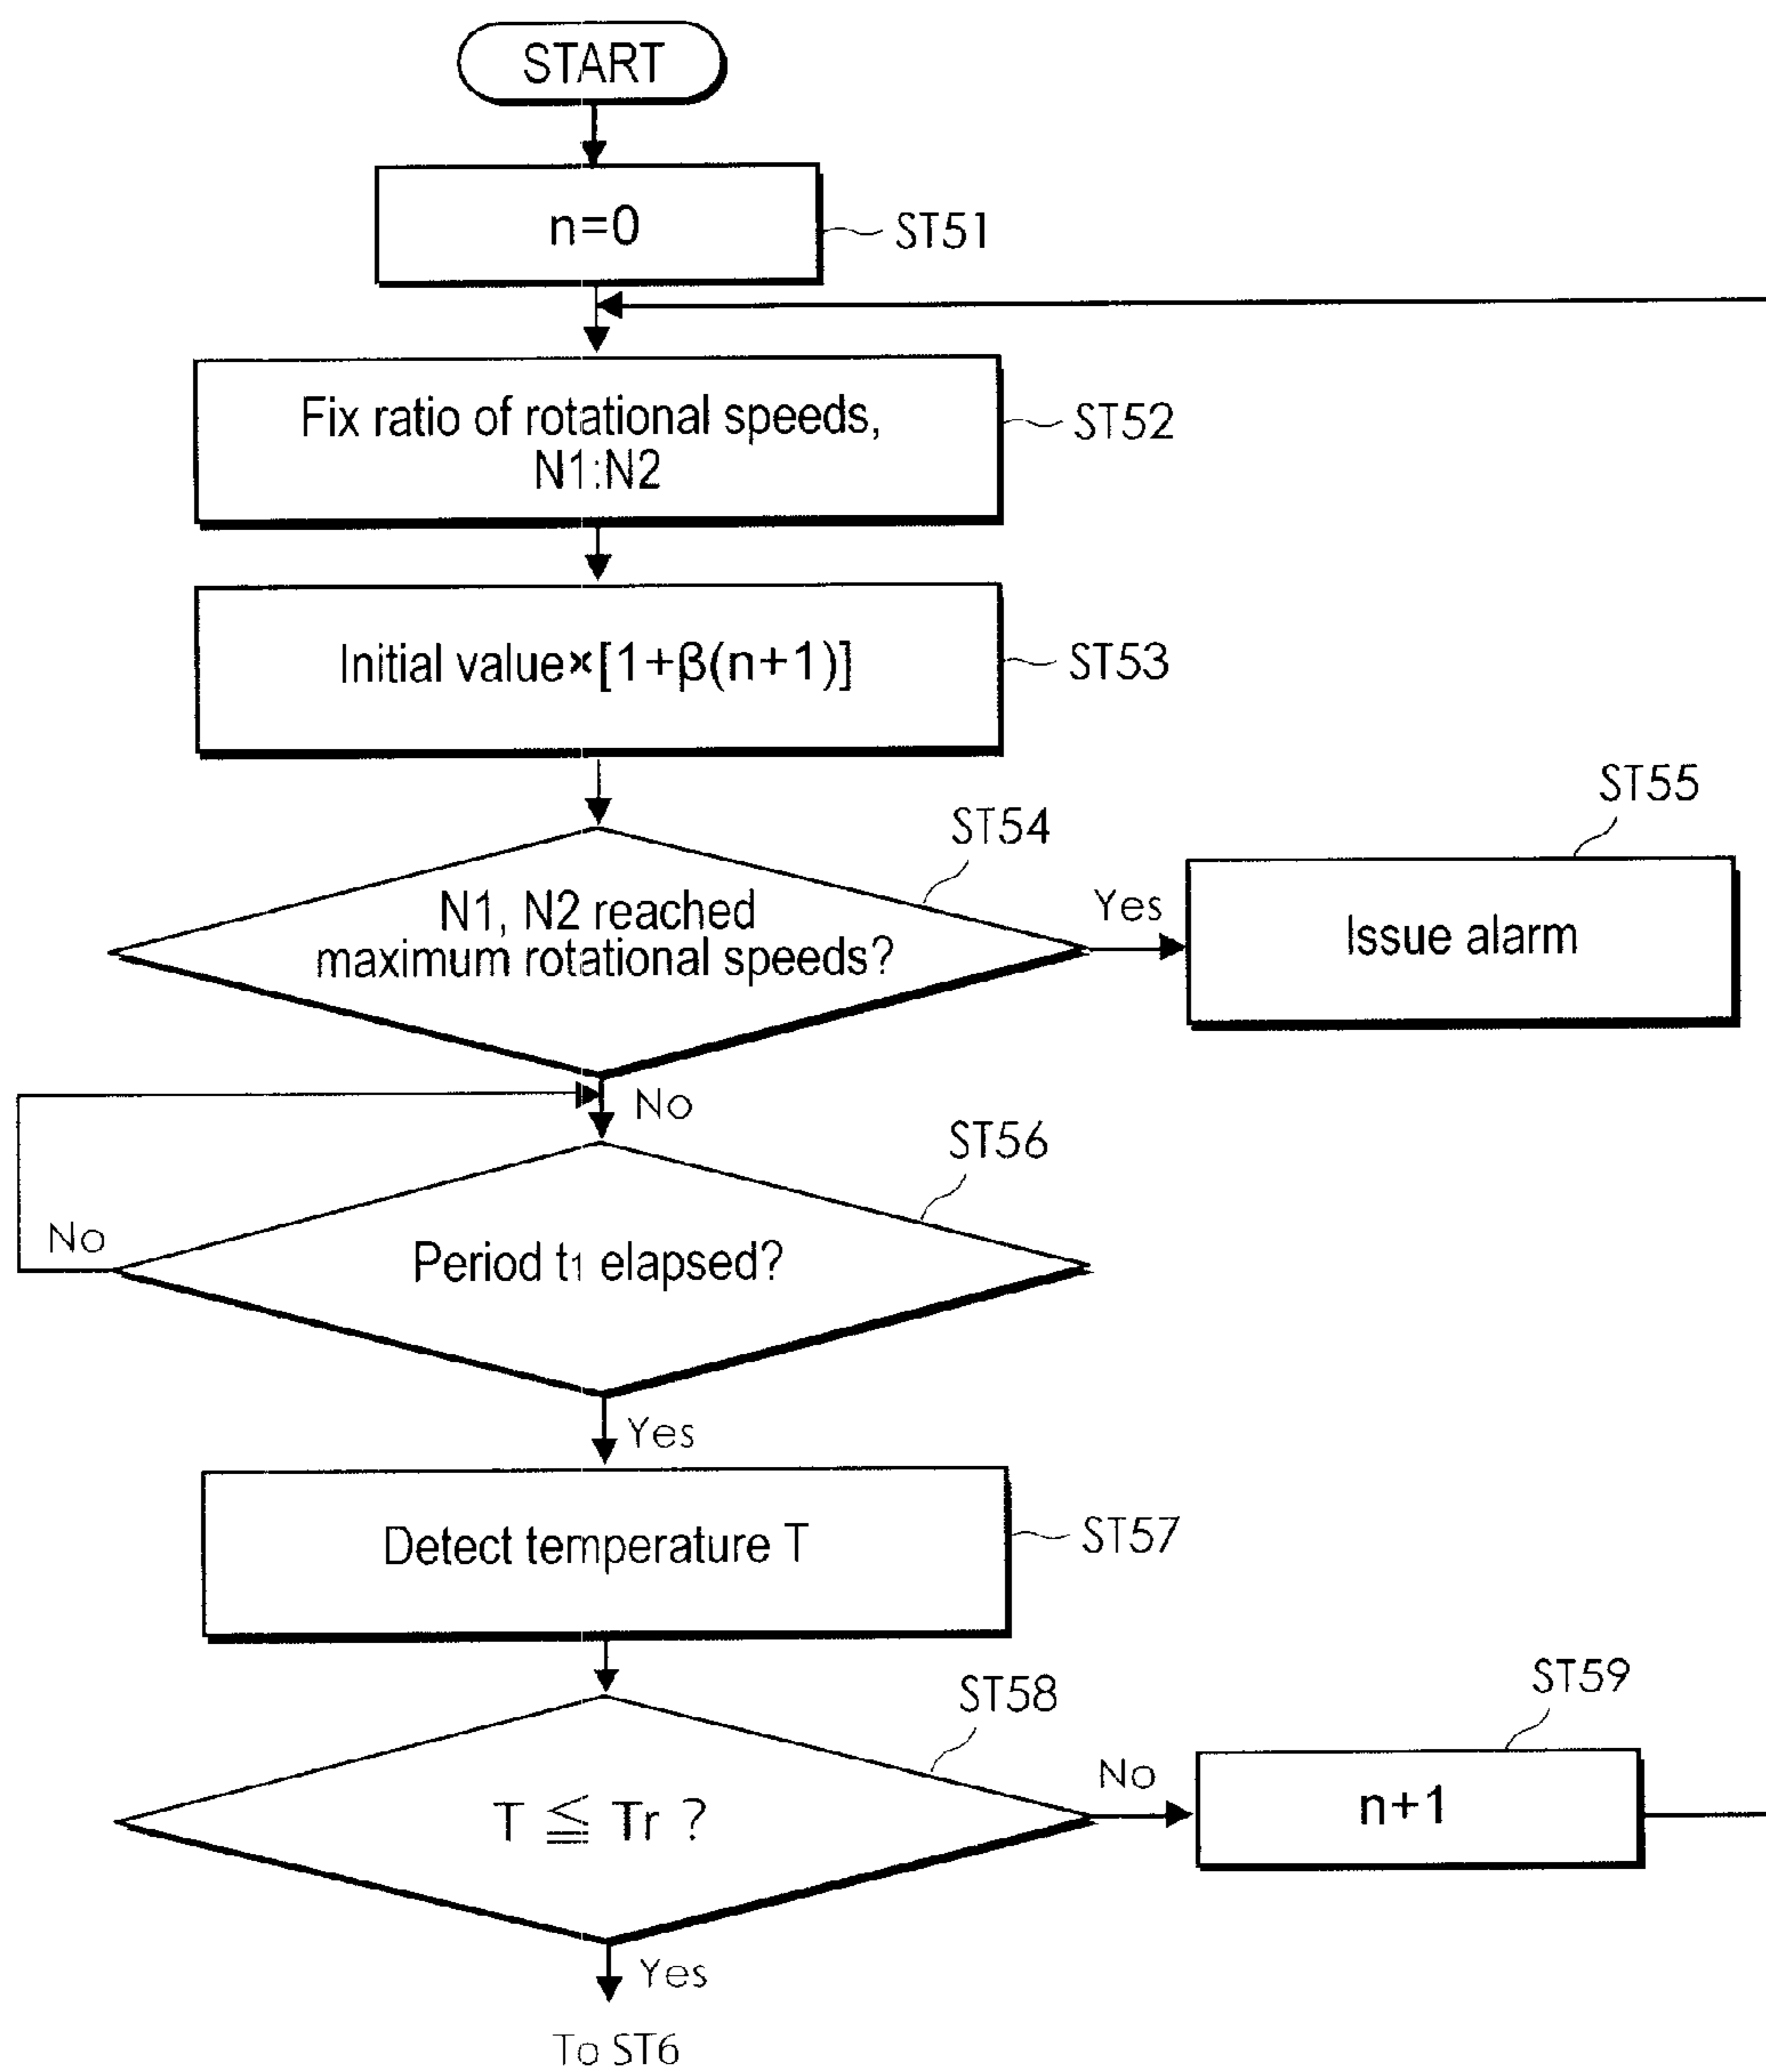 START
n=0
ST51
Fix ratio of rotational speeds,
N1:N2
ST52
Initial value×[1+β(n+1)]
ST53
ST54
N1, N2 reached
maximum rotational speeds?
Yes
ST55
Issue alarm
No
ST56
Period t₁ elapsed?
No
Yes
Detect temperature T
ST57
ST58
T ≦ Tr ?
No
ST59
n+1
Yes
To ST6